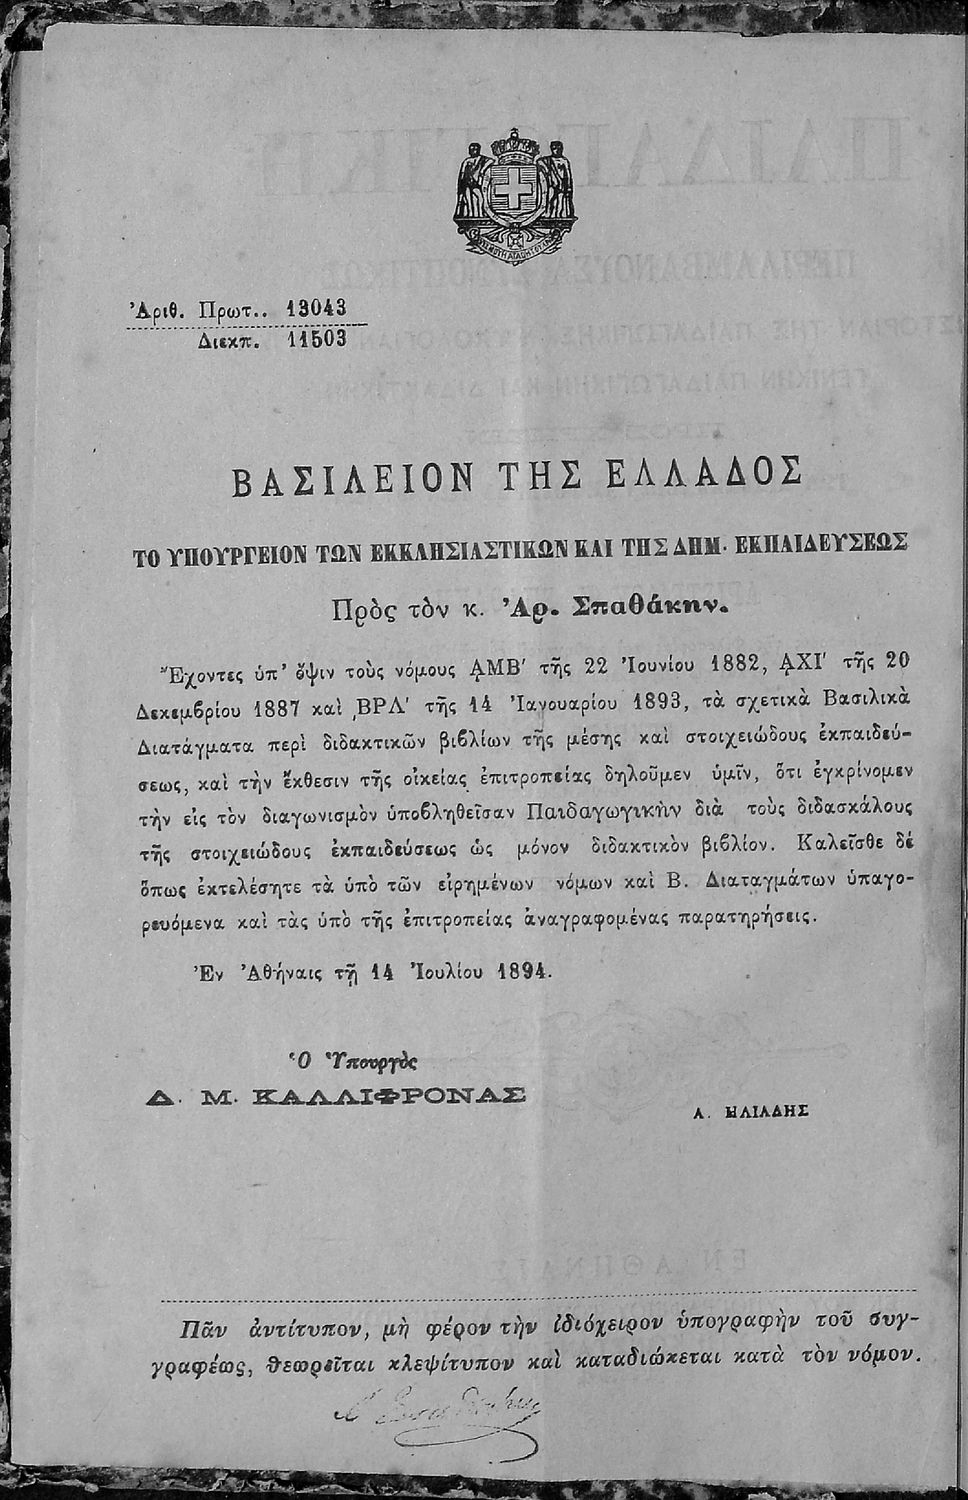 Ἀριθ. Πρωτ.. 13043
Διεκπ. 11503
ΒΑΣΙΛΕΙΟΝ ΤΗΣ ΕΛΛΑΔΟΣ
ΤΟ ΥΠΟΥΡΓΕΙΟΝ ΤΩΝ ΕΚΚΛΗΣΙΑΣΤΙΚΩΝ ΚΑΙ ΤΗΣ ΔΗΜ. ΕΚΠΑΙΔΕΥΣΕΩΣ
Πρὸς τὸν κ. Ἀρ. Σπαθάκην.
Ἔχοντες ὑπ' ὄψιν τοὺς νόμους ͵ΑΜΒ' τῆς 22 Ἰουνίου 1882, ͵ΑΧΙ' τῆς 20
Δεκεμβρίου 1887 καὶ ͵ΒΡΛ' τῆς 14 Ἰανουαρίου 1893, τὰ σχετικὰ Βασιλικὰ
Διατάγματα περὶ διδακτικῶν βιβλίων τῆς μέσης καὶ στοιχειώδους ἐκπαιδεύ-
σεως, καὶ τὴν ἔκθεσιν τῆς οἰκείας ἐπιτροπείας δηλοῦμεν ὑμῖν, ὅτι ἐγκρίνομεν
τὴν εἰς τὸν διαγωνισμὸν ὑποβληθεῖσαν Παιδαγωγικὴν διὰ τοὺς διδασκάλους
τῆς στοιχειώδους ἐκπαιδεύσεως ὡς μόνον διδακτικὸν βιβλίον. Καλεῖσθε δὲ
ὅπως ἐκτελέσητε τὰ ὑπὸ τῶν εἰρημένων νόμων καὶ Β. Διαταγμάτων ὑπαγο-
ρευόμενα καὶ τὰς ὑπὸ τῆς ἐπιτροπείας ἀναγραφομένας παρατηρήσεις.
Ἐν Ἀθήναις τῇ 14 Ἰουλίου 1894.
Ὁ Ὑπουργὸς
Δ. Μ. ΚΑΛΛΙΦΡΟΝΑΣ
Α. ΗΛΙΑΔΗΣ
Πᾶν ἀντίτυπον, μὴ φέρον τὴν ἰδιόχειρον ὑπογραφὴν τοῦ συγ-
γραφέως, θεωρεῖται κλεψίτυπον καὶ καταδιώκεται κατὰ τὸν νόμον.